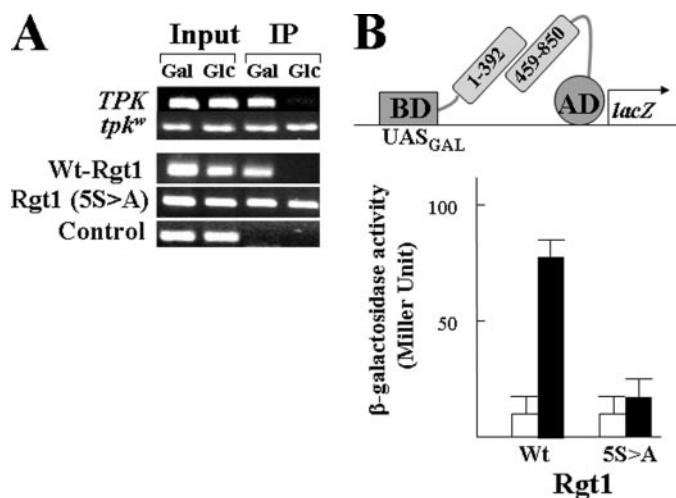 A
Input IP
Gal Glc Gal Glc
TPK
tpkʷ
Wt-Rgt1
Rgt1 (5S>A)
Control
B
1-392
459-850
BD
AD
lacZ
UAS_GAL
100
50
β-galactosidase activity
(Miller Unit)
Wt 5S>A
Rgt1